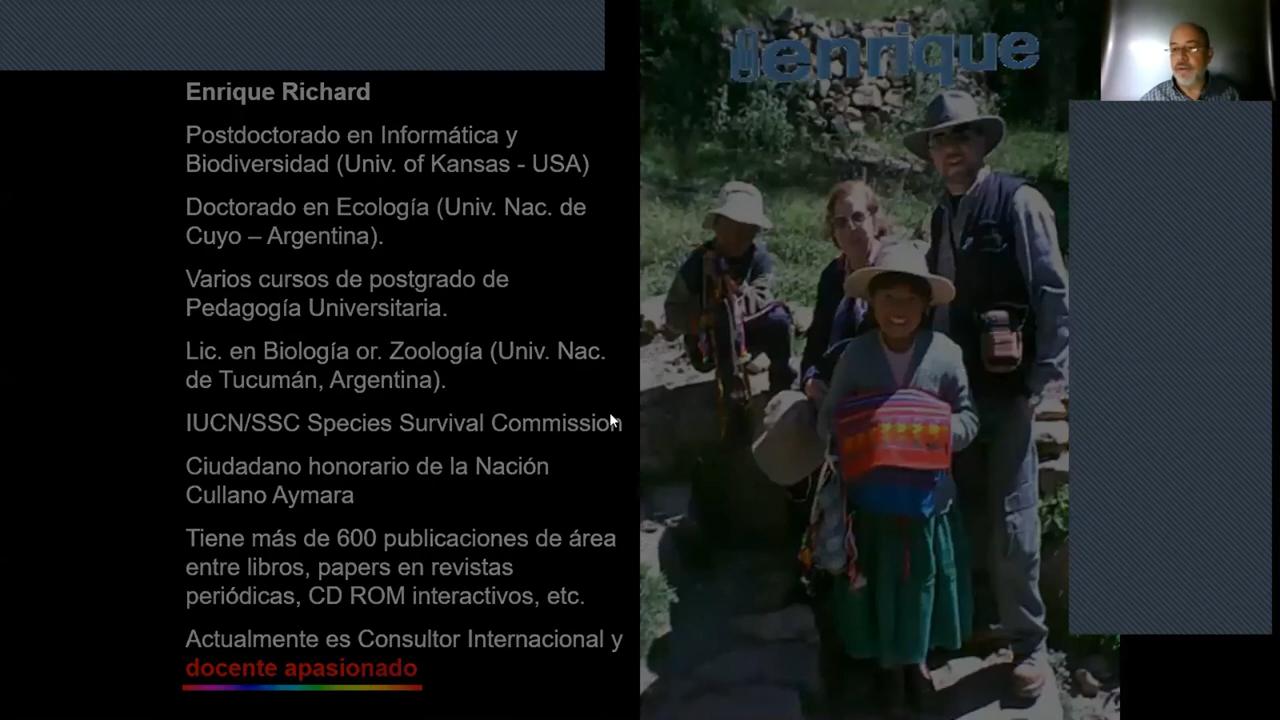 enrique
Enrique Richard
Postdoctorado en Informática y
Biodiversidad (Univ. of Kansas - USA)
Doctorado en Ecología (Univ. Nac. de
Cuyo – Argentina).
Varios cursos de postgrado de
Pedagogía Universitaria.
Lic. en Biología or. Zoología (Univ. Nac.
de Tucumán, Argentina).
IUCN/SSC Species Survival Commission
Ciudadano honorario de la Nación
Cullano Aymara
Tiene más de 600 publicaciones de área
entre libros, papers en revistas
periódicas, CD ROM interactivos, etc.
Actualmente es Consultor Internacional y
docente apasionado